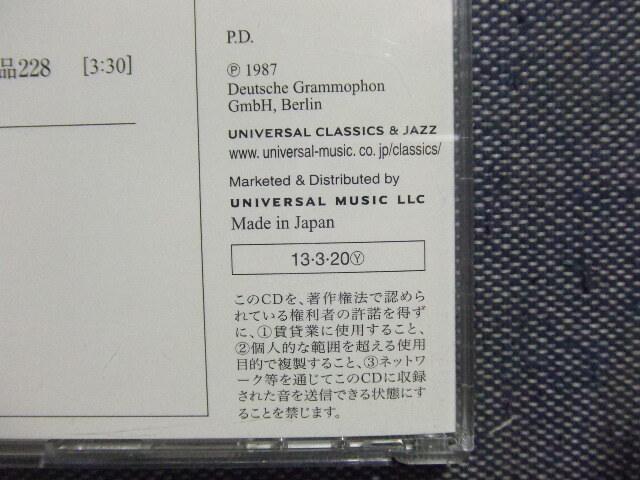 P.D.
品228 [3:30]
℗ 1987
Deutsche Grammophon
GmbH, Berlin
UNIVERSAL CLASSICS & JAZZ
www. universal-music. co. jp/classics/
Marketed & Distributed by
UNIVERSAL MUSIC LLC
Made in Japan
13·3·20Ⓨ
このCDを、著作権法で認めら
れている権利者の許諾を得ず
に、①賃貸業に使用すること、
②個人的な範囲を超える使用
目的で複製すること、③ネットワ
ーク等を通じてこのCDに収録
された音を送信できる状態にす
ることを禁じます。